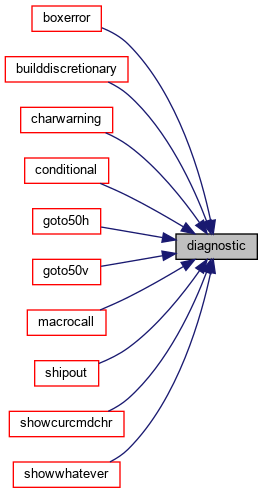 boxerror
builddiscretionary
charwarning
conditional
goto50h
diagnostic
goto50v
macrocall
shipout
showcurcmdchr
showwhatever